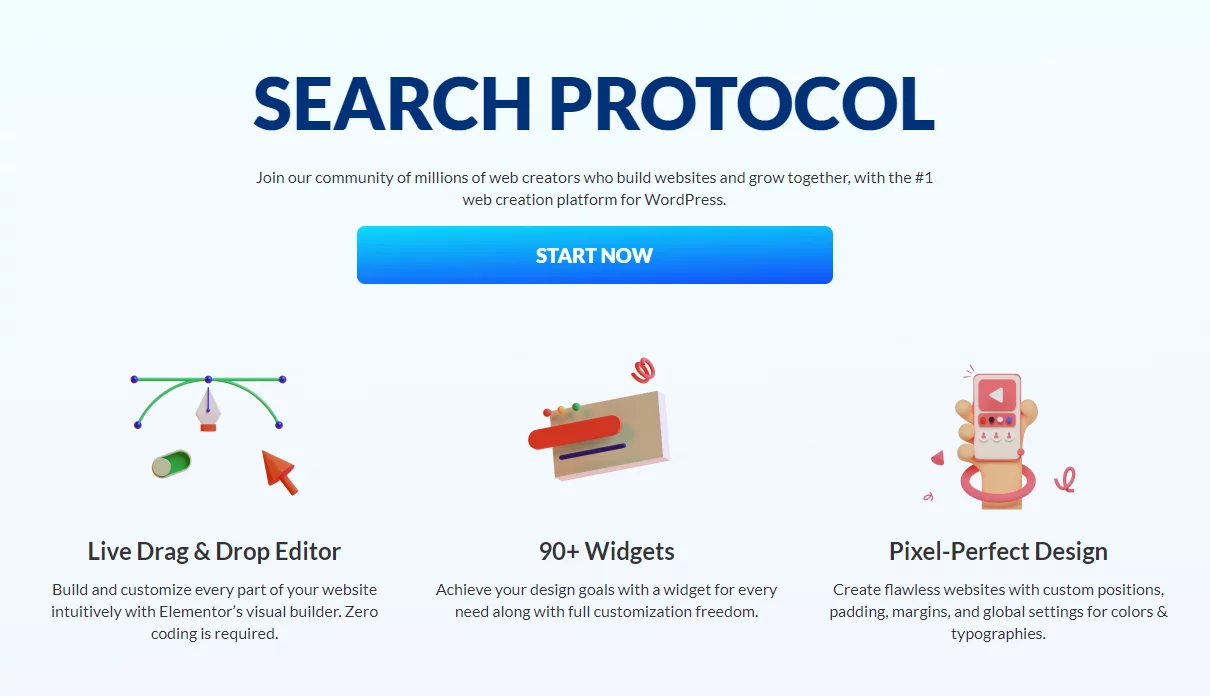 SEARCH PROTOCOL
Join our community of millions of web creators who build websites and grow together, with the #1
web creation platform for WordPress.
START NOW
Live Drag & Drop Editor
Build and customize every part of your website
intuitively with Elementor’s visual builder. Zero
coding is required.
90+ Widgets
Achieve your design goals with a widget for every
need along with full customization freedom.
Pixel-Perfect Design
Create flawless websites with custom positions,
padding, margins, and global settings for colors &
typographies.